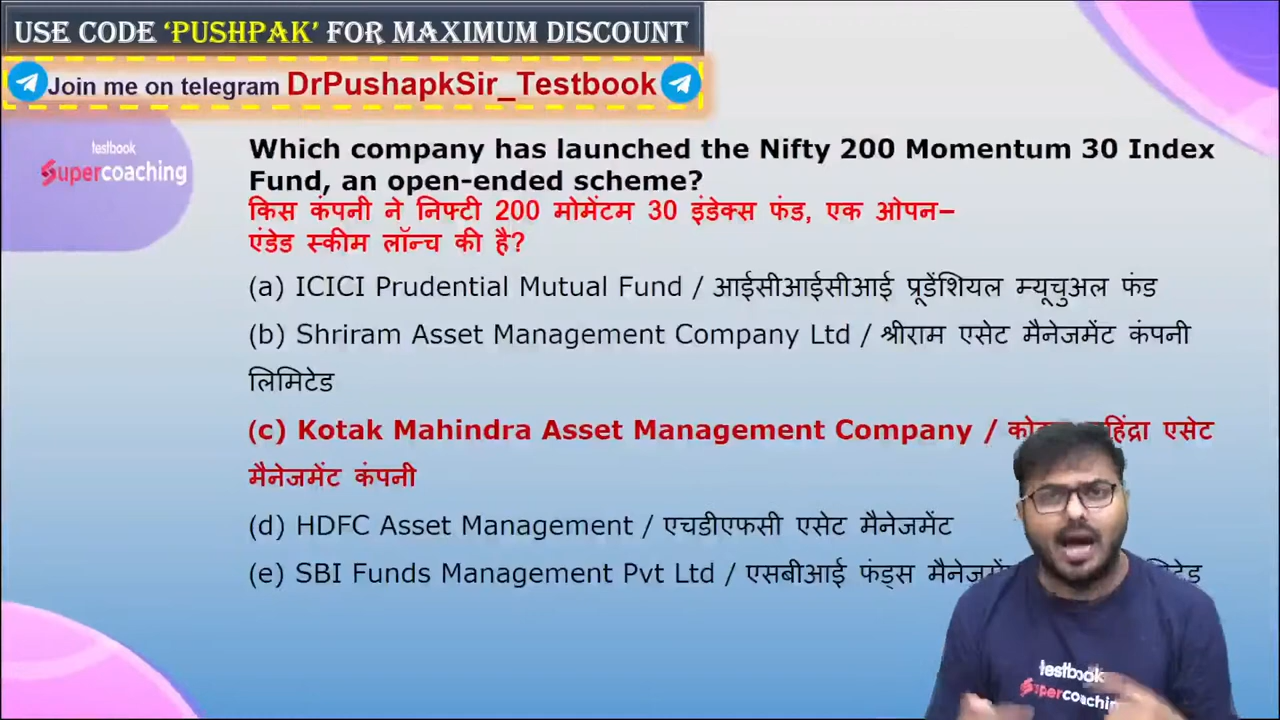 USE CODE ‘PUSHPAK’ FOR MAXIMUM DISCOUNT
Join me on telegram DrPushapkSir_Testbook
testbook
Supercoaching
Which company has launched the Nifty 200 Momentum 30 Index
Fund, an open-ended scheme?
किस कंपनी ने निफ्टी 200 मोमेंटम 30 इंडेक्स फंड, एक ओपन–
एंडेड स्कीम लॉन्च की है?
(a) ICICI Prudential Mutual Fund / आईसीआईसीआई प्रूडेंशियल म्यूचुअल फंड
(b) Shriram Asset Management Company Ltd / श्रीराम एसेट मैनेजमेंट कंपनी
लिमिटेड
(c) Kotak Mahindra Asset Management Company / एसेट
मैनेजमेंट कंपनी
(d) HDFC Asset Management / एचडीएफसी एसेट मैनेजमेंट
(e) SBI Funds Management Pvt Ltd / एसबीआई फंड्स
testbook
Supercoaching